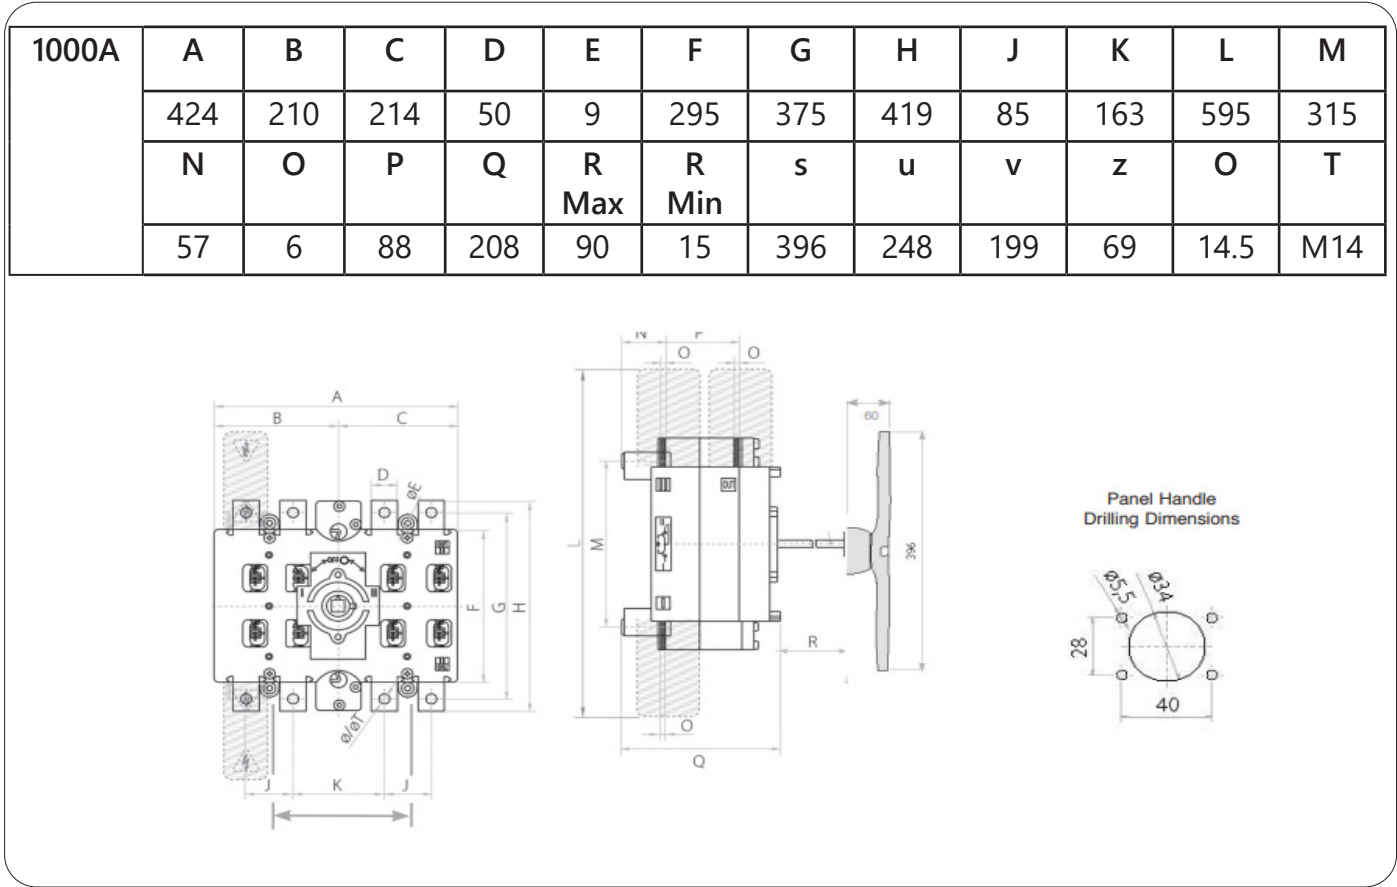 1000A A B C D E F G H J K L M
424 210 214 50 9 295 375 419 85 163 595 315
N O P Q R Max R Min s u v z O T
57 6 88 208 90 15 396 248 199 69 14.5 M14
N P
O O
A
60
B C
D
øE
Panel Handle
Drilling Dimensions
L M
396
OFF
I II
F G H
ø5,5 ø34
R
28
40
ø/øT
O
Q
J K J